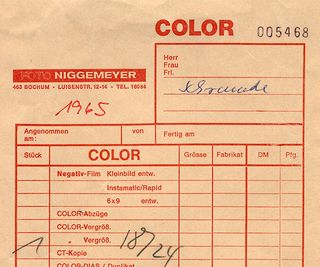 COLOR 005468
Herr
Frau
Frl.
FOTO NIGGEMEYER
463 BOCHUM · LUISENSTR. 12-14 · TEL. 16084
1965
Angenommen am: von Fertig am:
Stück COLOR Grösse Fabrikat DM Pfg.
Negativ-Film Kleinbild entw.
Instamatic/Rapid
6x9 entw.
COLOR-Abzüge
COLOR-Vergröß.
1 " Vergröß. 18/24
CT-Kopie
COLOR-DIAS / Duplikat